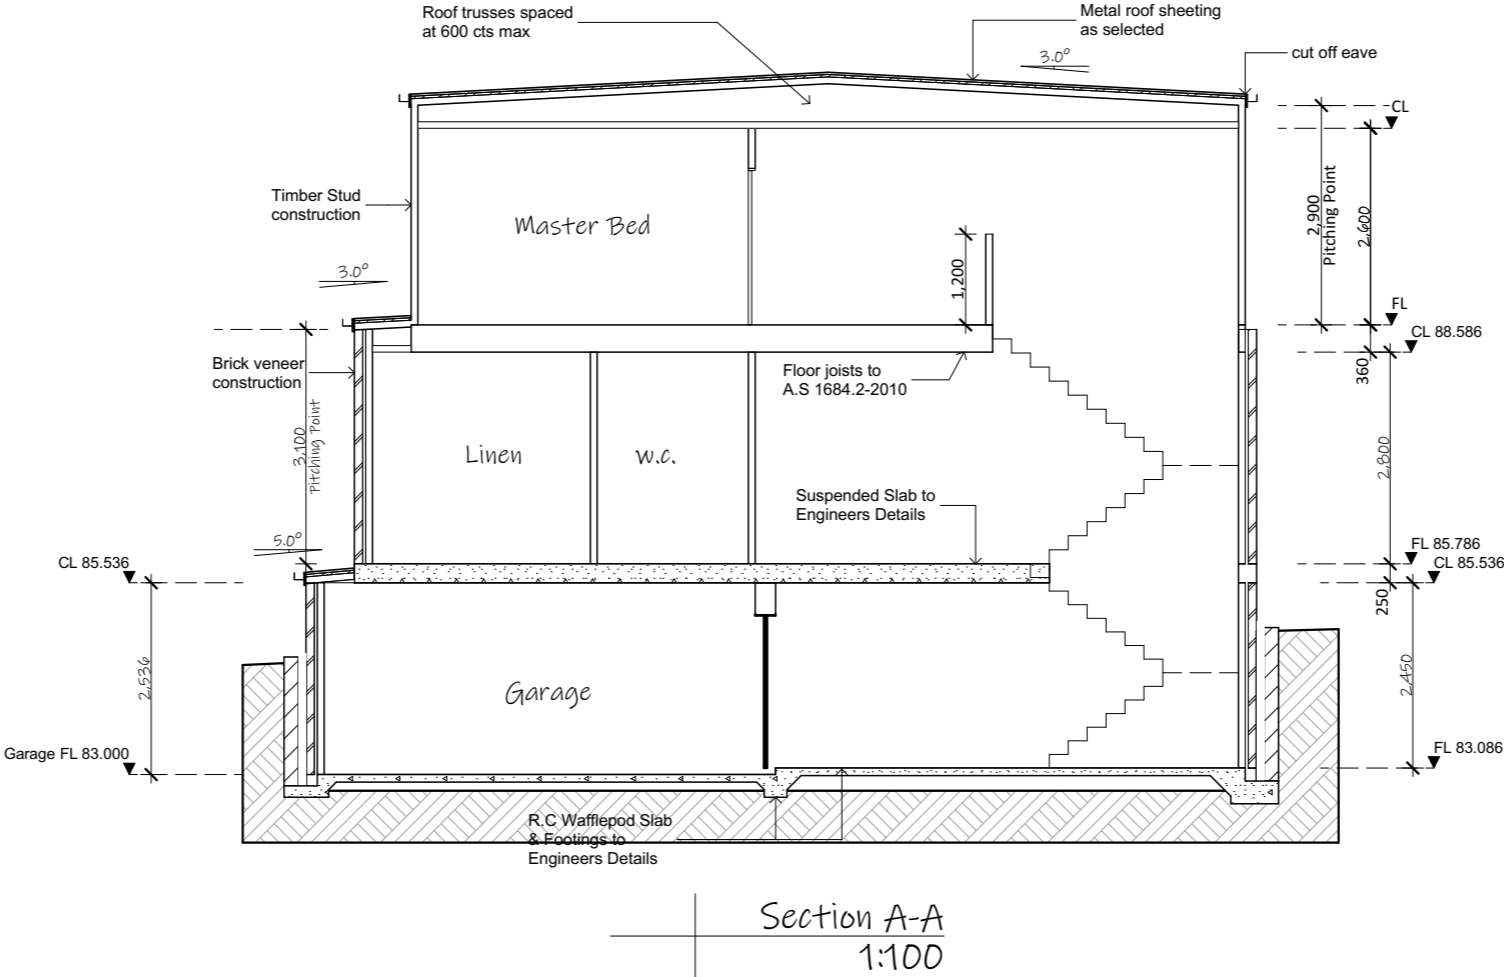 Roof trusses spaced
at 600 cts max
Metal roof sheeting
as selected
3.0°
cut off eave
CL
Timber Stud
construction
Master Bed
2,900
Pitching Point
2,600
1,200
3.0°
FL
CL 88.586
Brick veneer
construction
Floor joists to
A.S 1684.2-2010
360
3,100
Pitching Point
Linen
W.C.
2,800
Suspended Slab to
Engineers Details
5.0°
CL 85.536
FL 85.786
CL 85.536
250
2,536
Garage
2,450
Garage FL 83.000
FL 83.086
R.C Wafflepod Slab
& Footings to
Engineers Details
Section A-A
1:100